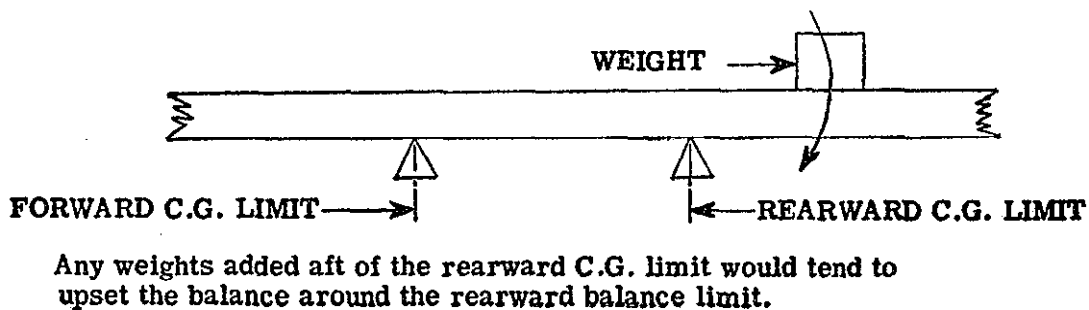 WEIGHT
FORWARD C.G. LIMIT
REARWARD C.G. LIMIT
Any weights added aft of the rearward C.G. limit would tend to
upset the balance around the rearward balance limit.